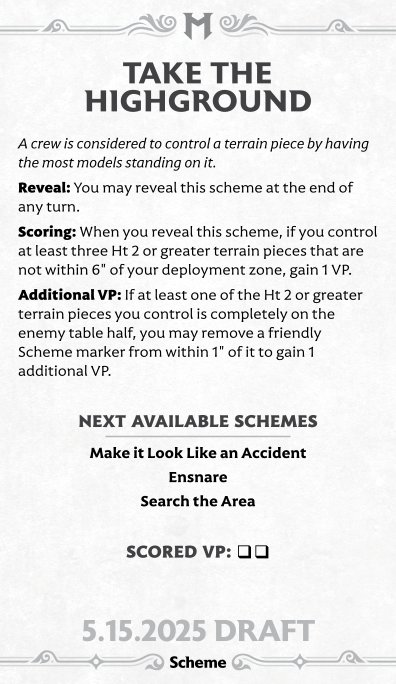 M
TAKE THE
HIGHGROUND
A crew is considered to control a terrain piece by having
the most models standing on it.
Reveal: You may reveal this scheme at the end of
any turn.
Scoring: When you reveal this scheme, if you control
at least three Ht 2 or greater terrain pieces that are
not within 6" of your deployment zone, gain 1 VP.
Additional VP: If at least one of the Ht 2 or greater
terrain pieces you control is completely on the
enemy table half, you may remove a friendly
Scheme marker from within 1" of it to gain 1
additional VP.
NEXT AVAILABLE SCHEMES
Make it Look Like an Accident
Ensnare
Search the Area
SCORED VP: ❏❏
5.15.2025 DRAFT
Scheme